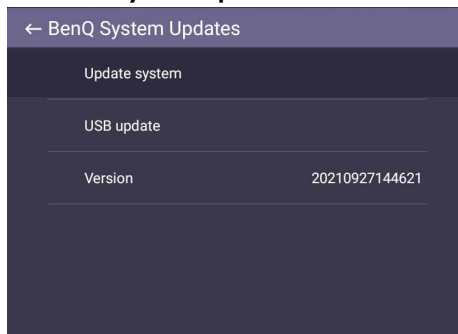 ← BenQ System Updates
Update system
USB update
Version 20210927144621